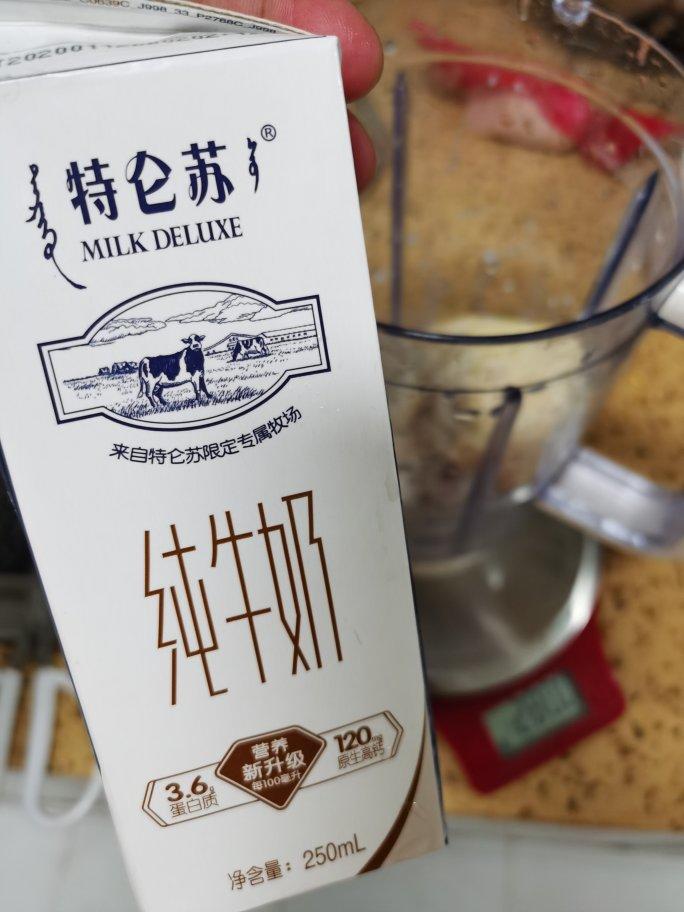 特仑苏®
MILK DELUXE
来自特仑苏限定专属牧场
纯牛奶
营养
新升级
每100毫升
3.6g
蛋白质
120mg
原生高钙
净含量：250mL